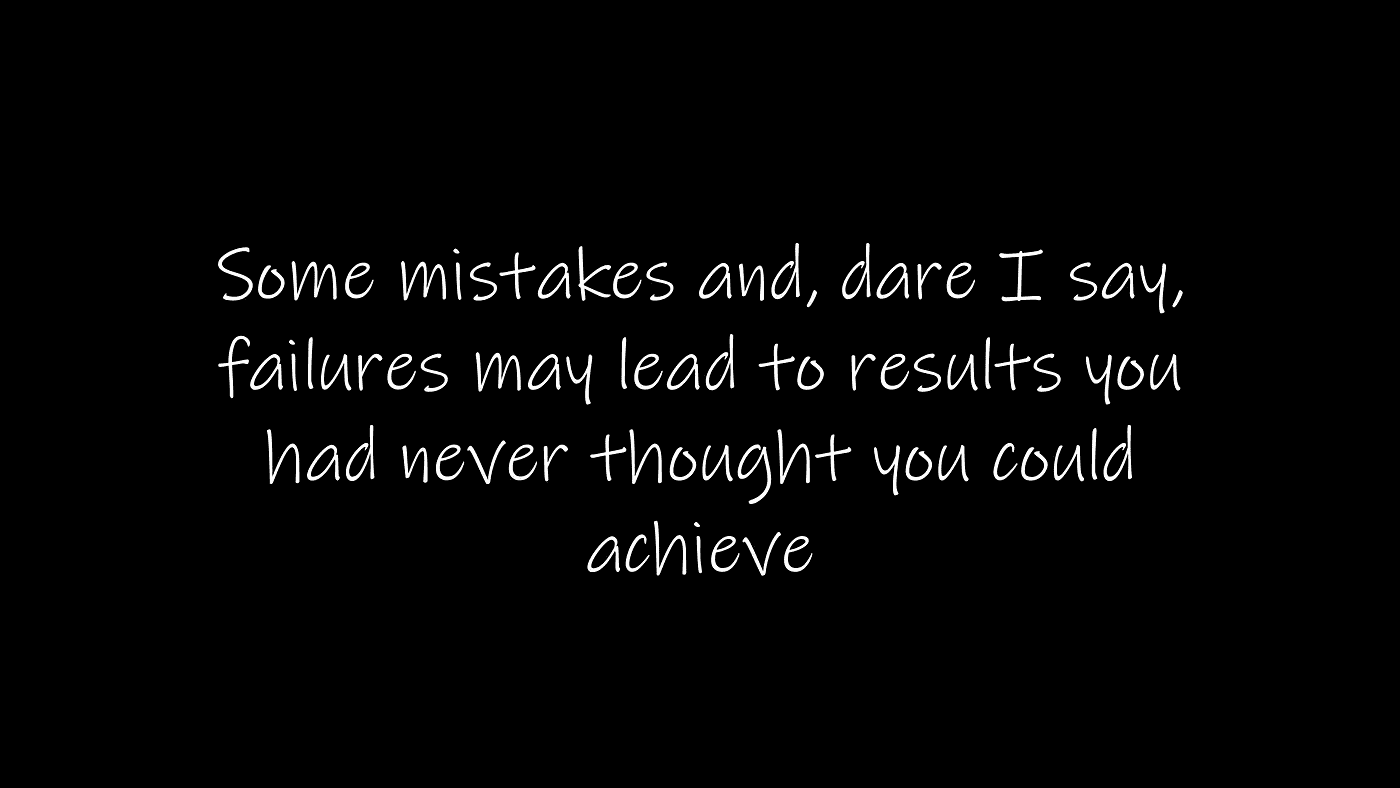 Some mistakes and, dare I say,
failures may lead to results you
had never thought you could
achieve